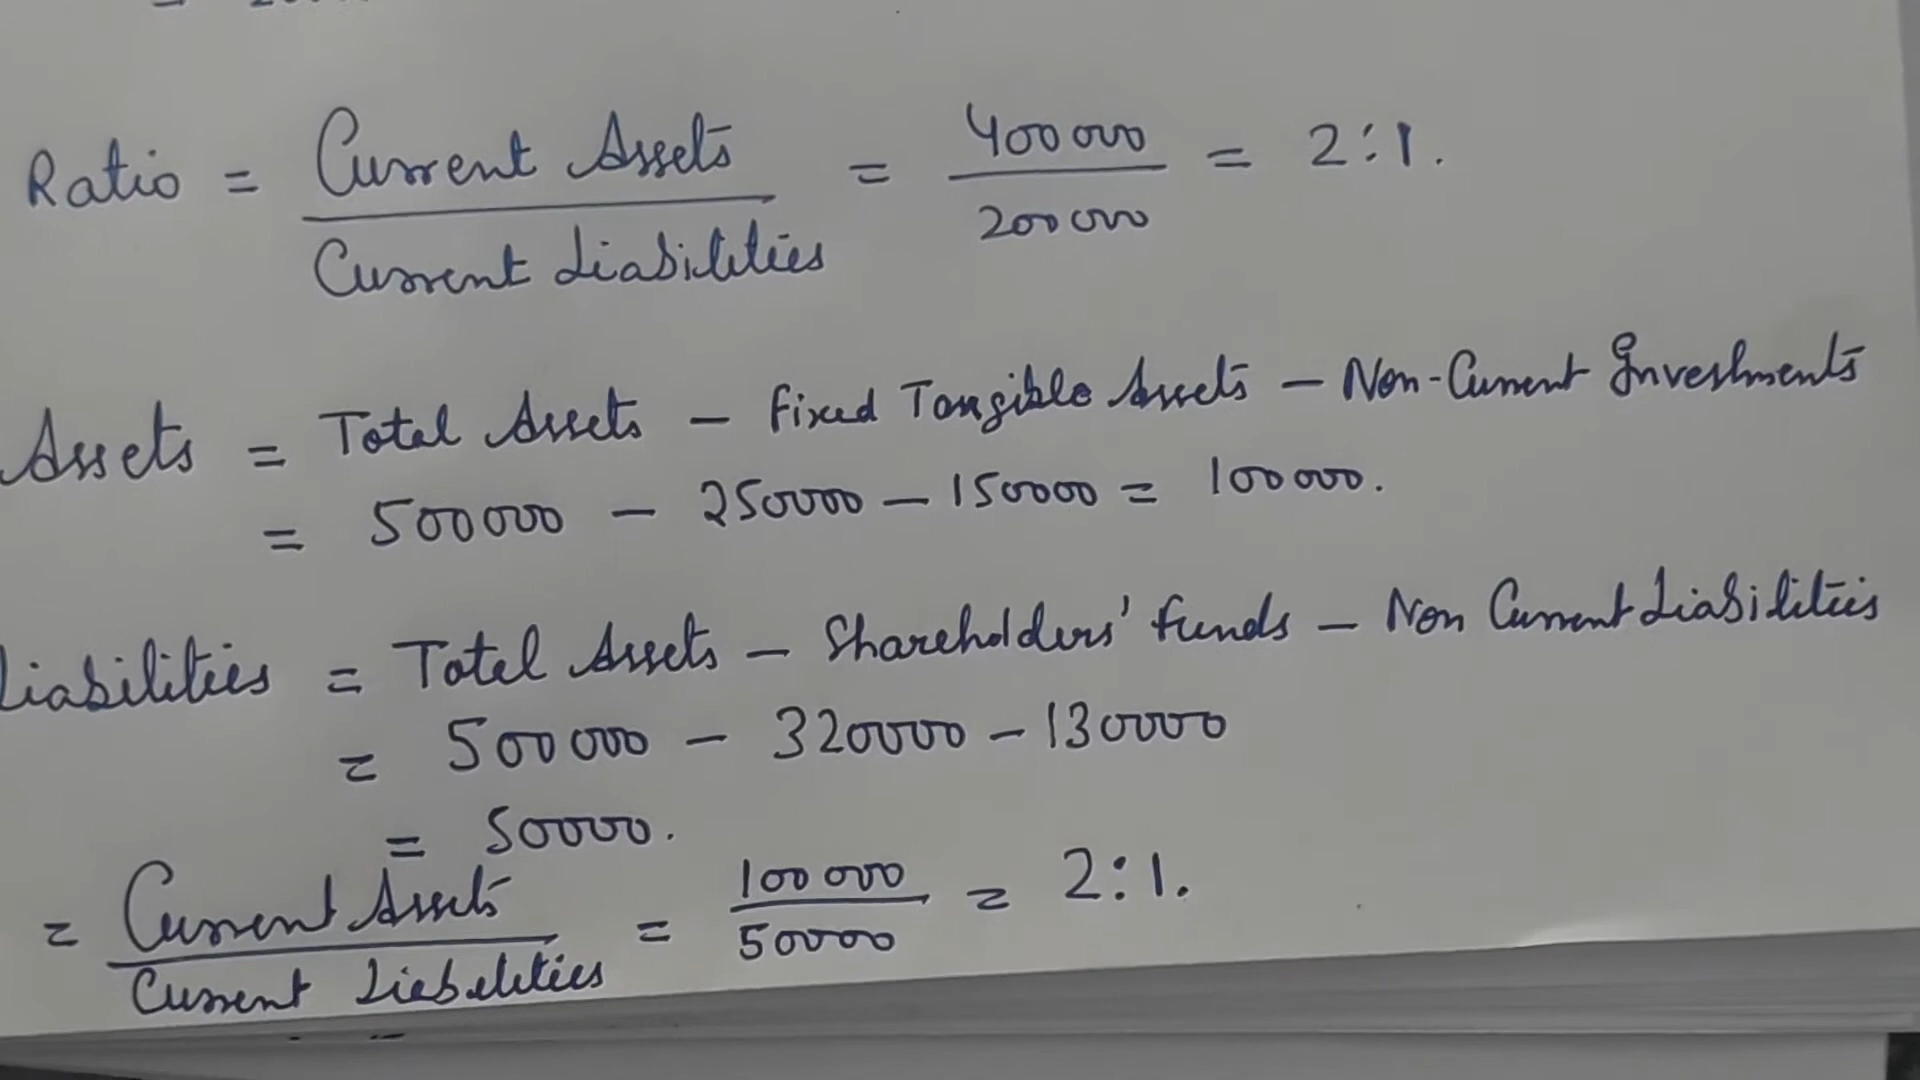 Ratio = Current Assets / Current Liabilities = 400000 / 200000 = 2:1.
Assets = Total Assets - Fixed Tangible Assets - Non-Current Investments
= 500000 - 250000 - 150000 = 100000.
Liabilities = Total Assets - Shareholders' funds - Non Current Liabilities
= 500000 - 320000 - 130000
= 50000.
= Current Assets / Current Liabelities = 100000 / 50000 = 2:1.